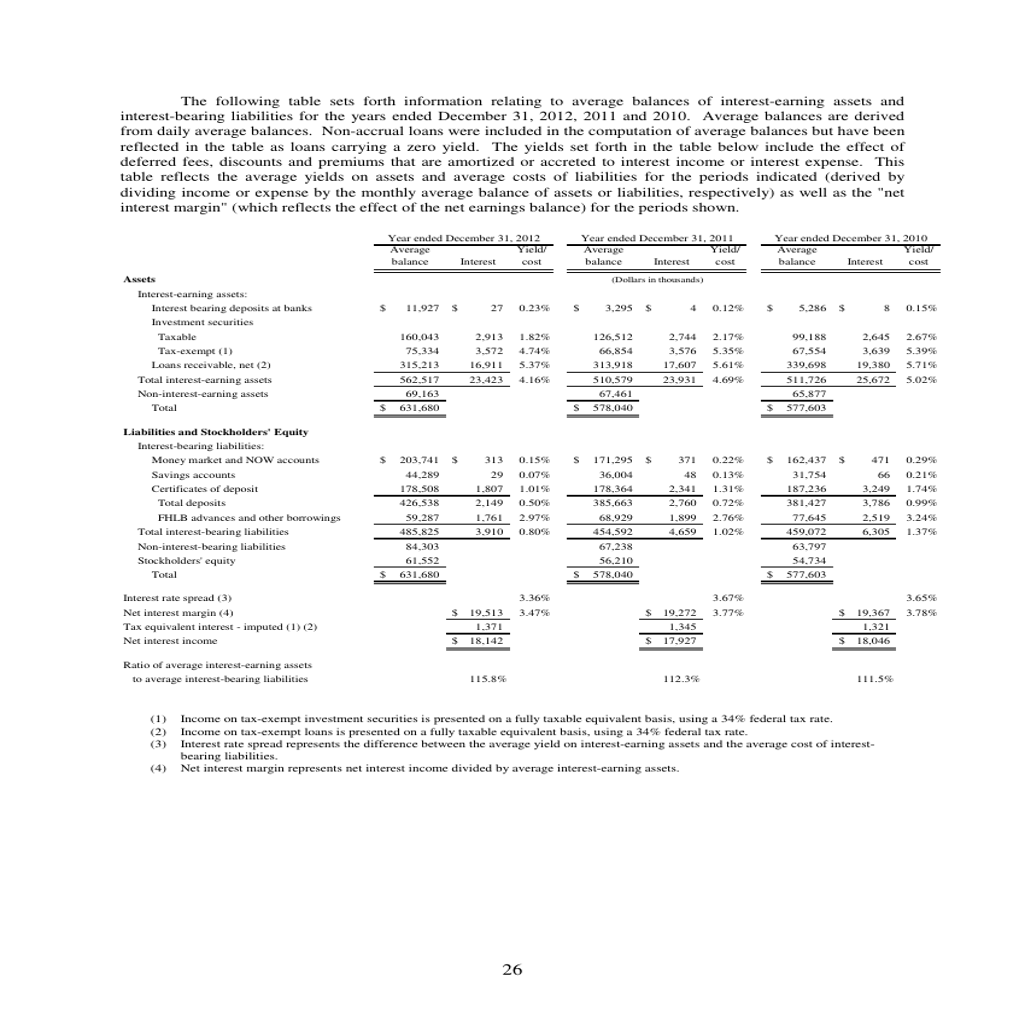 The following table sets forth information relating to average balances of interest-earning assets and
interest-bearing liabilities for the years ended December 31, 2012, 2011 and 2010. Average balances are derived
from daily average balances. Non-accrual loans were included in the computation of average balances but have been
reflected in the table as loans carrying a zero yield. The yields set forth in the table below include the effect of
deferred fees, discounts and premiums that are amortized or accreted to interest income or interest expense. This
table reflects the average yields on assets and average costs of liabilities for the periods indicated (derived by
dividing income or expense by the monthly average balance of assets or liabilities, respectively) as well as the "net
interest margin" (which reflects the effect of the net earnings balance) for the periods shown.
Year ended December 31, 2012 Year ended December 31, 2011 Year ended December 31, 2010
Average Yield/ Average Yield/ Average Yield/
balance Interest cost balance Interest cost balance Interest cost
Assets (Dollars in thousands)
Interest-earning assets:
Interest bearing deposits at banks $ 11,927 $ 27 0.23% $ 3,295 $ 4 0.12% $ 5,286 $ 8 0.15%
Investment securities
Taxable 160,043 2,913 1.82% 126,512 2,744 2.17% 99,188 2,645 2.67%
Tax-exempt (1) 75,334 3,572 4.74% 66,854 3,576 5.35% 67,554 3,639 5.39%
Loans receivable, net (2) 315,213 16,911 5.37% 313,918 17,607 5.61% 339,698 19,380 5.71%
Total interest-earning assets 562,517 23,423 4.16% 510,579 23,931 4.69% 511,726 25,672 5.02%
Non-interest-earning assets 69,163 67,461 65,877
Total $ 631,680 $ 578,040 $ 577,603
Liabilities and Stockholders' Equity
Interest-bearing liabilities:
Money market and NOW accounts $ 203,741 $ 313 0.15% $ 171,295 $ 371 0.22% $ 162,437 $ 471 0.29%
Savings accounts 44,289 29 0.07% 36,004 48 0.13% 31,754 66 0.21%
Certificates of deposit 178,508 1,807 1.01% 178,364 2,341 1.31% 187,236 3,249 1.74%
Total deposits 426,538 2,149 0.50% 385,663 2,760 0.72% 381,427 3,786 0.99%
FHLB advances and other borrowings 59,287 1,761 2.97% 68,929 1,899 2.76% 77,645 2,519 3.24%
Total interest-bearing liabilities 485,825 3,910 0.80% 454,592 4,659 1.02% 459,072 6,305 1.37%
Non-interest-bearing liabilities 84,303 67,238 63,797
Stockholders' equity 61,552 56,210 54,734
Total $ 631,680 $ 578,040 $ 577,603
Interest rate spread (3) 3.36% 3.67% 3.65%
Net interest margin (4) $ 19,513 3.47% $ 19,272 3.77% $ 19,367 3.78%
Tax equivalent interest - imputed (1) (2) 1,371 1,345 1,321
Net interest income $ 18,142 $ 17,927 $ 18,046
Ratio of average interest-earning assets
to average interest-bearing liabilities 115.8% 112.3% 111.5%
(1) Income on tax-exempt investment securities is presented on a fully taxable equivalent basis, using a 34% federal tax rate.
(2) Income on tax-exempt loans is presented on a fully taxable equivalent basis, using a 34% federal tax rate.
(3) Interest rate spread represents the difference between the average yield on interest-earning assets and the average cost of interest-
bearing liabilities.
(4) Net interest margin represents net interest income divided by average interest-earning assets.
26